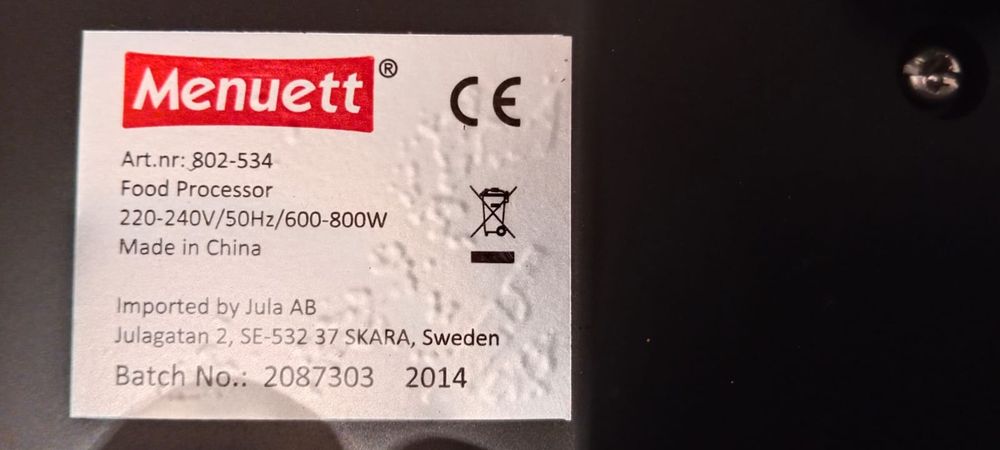 Menuett®
CE
Art.nr: 802-534
Food Processor
220-240V/50Hz/600-800W
Made in China
Imported by Jula AB
Julagatan 2, SE-532 37 SKARA, Sweden
Batch No.: 2087303 2014